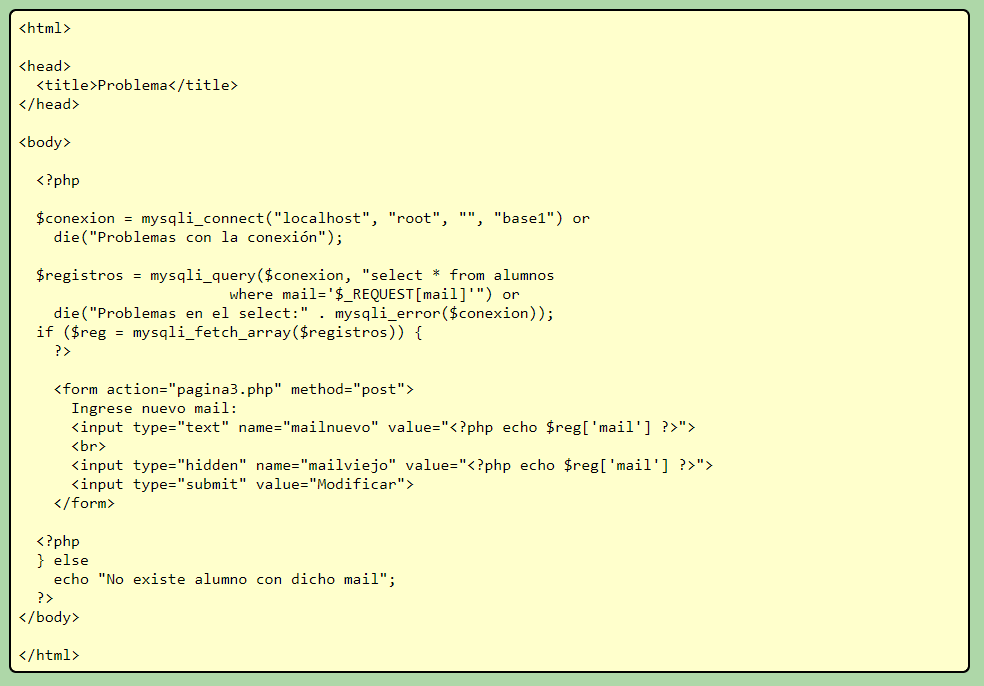 <html>
<head>
<title>Problema</title>
</head>
<body>
<?php
$conexion = mysqli_connect("localhost", "root", "", "base1") or
die("Problemas con la conexión");
$registros = mysqli_query($conexion, "select * from alumnos
where mail='$_REQUEST[mail]'") or
die("Problemas en el select:" . mysqli_error($conexion));
if ($reg = mysqli_fetch_array($registros)) {
?>
<form action="pagina3.php" method="post">
Ingrese nuevo mail:
<input type="text" name="mailnuevo" value="<?php echo $reg['mail'] ?>">
<br>
<input type="hidden" name="mailviejo" value="<?php echo $reg['mail'] ?>">
<input type="submit" value="Modificar">
</form>
<?php
} else
echo "No existe alumno con dicho mail";
?>
</body>
</html>